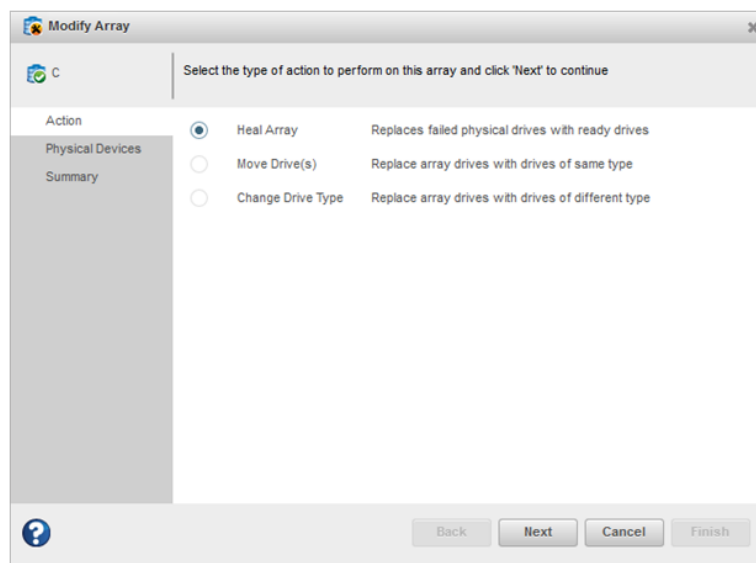 Modify Array
C
Select the type of action to perform on this array and click 'Next' to continue
Action
Physical Devices
Summary
Heal Array Replaces failed physical drives with ready drives
Move Drive(s) Replace array drives with drives of same type
Change Drive Type Replace array drives with drives of different type
?
Back Next Cancel Finish